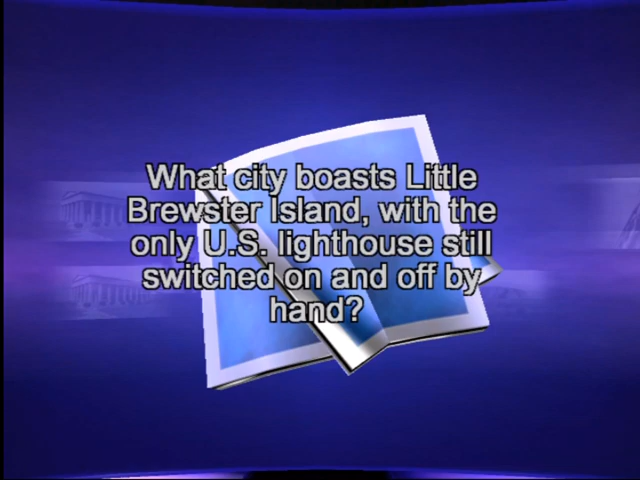 What city boasts Little
Brewster Island, with the
only U.S. lighthouse still
switched on and off by
hand?